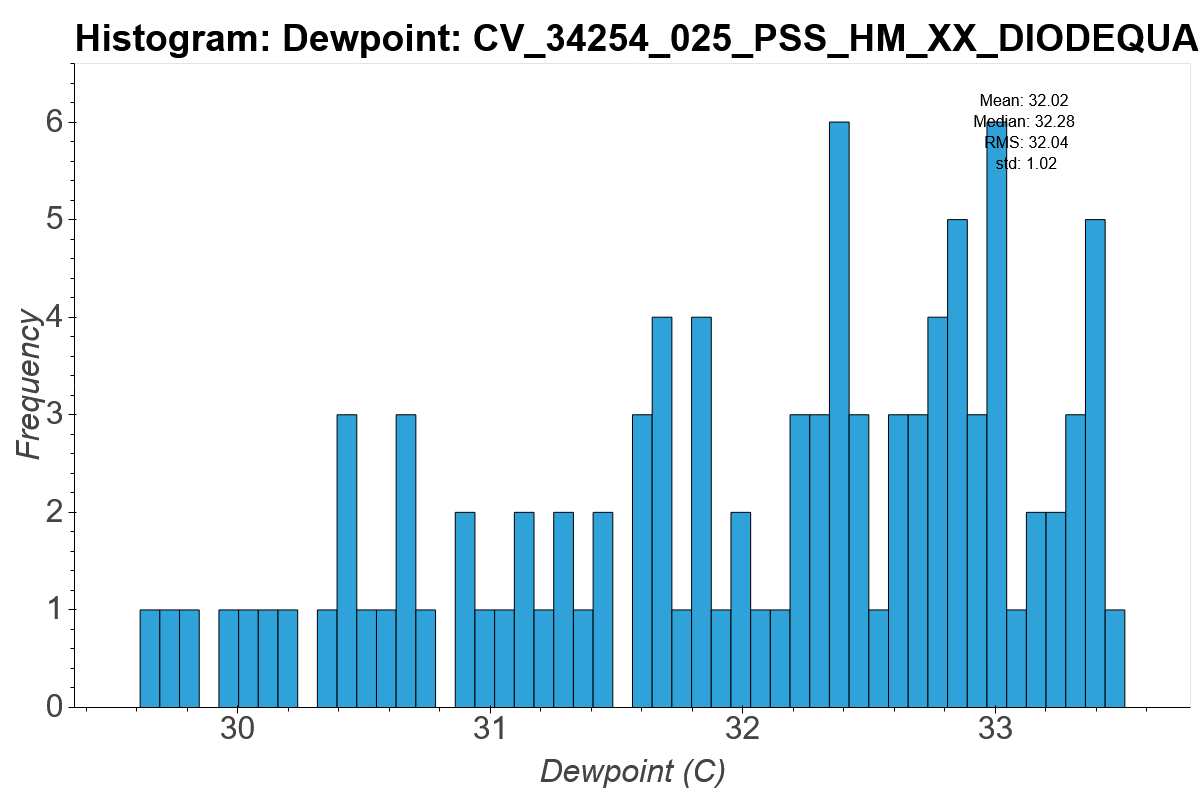 Histogram: Dewpoint: CV_34254_025_PSS_HM_XX_DIODEQUA
Mean: 32.02
Median: 32.28
RMS: 32.04
std: 1.02
Frequency
6
5
4
3
2
1
0
30 31 32 33
Dewpoint (C)